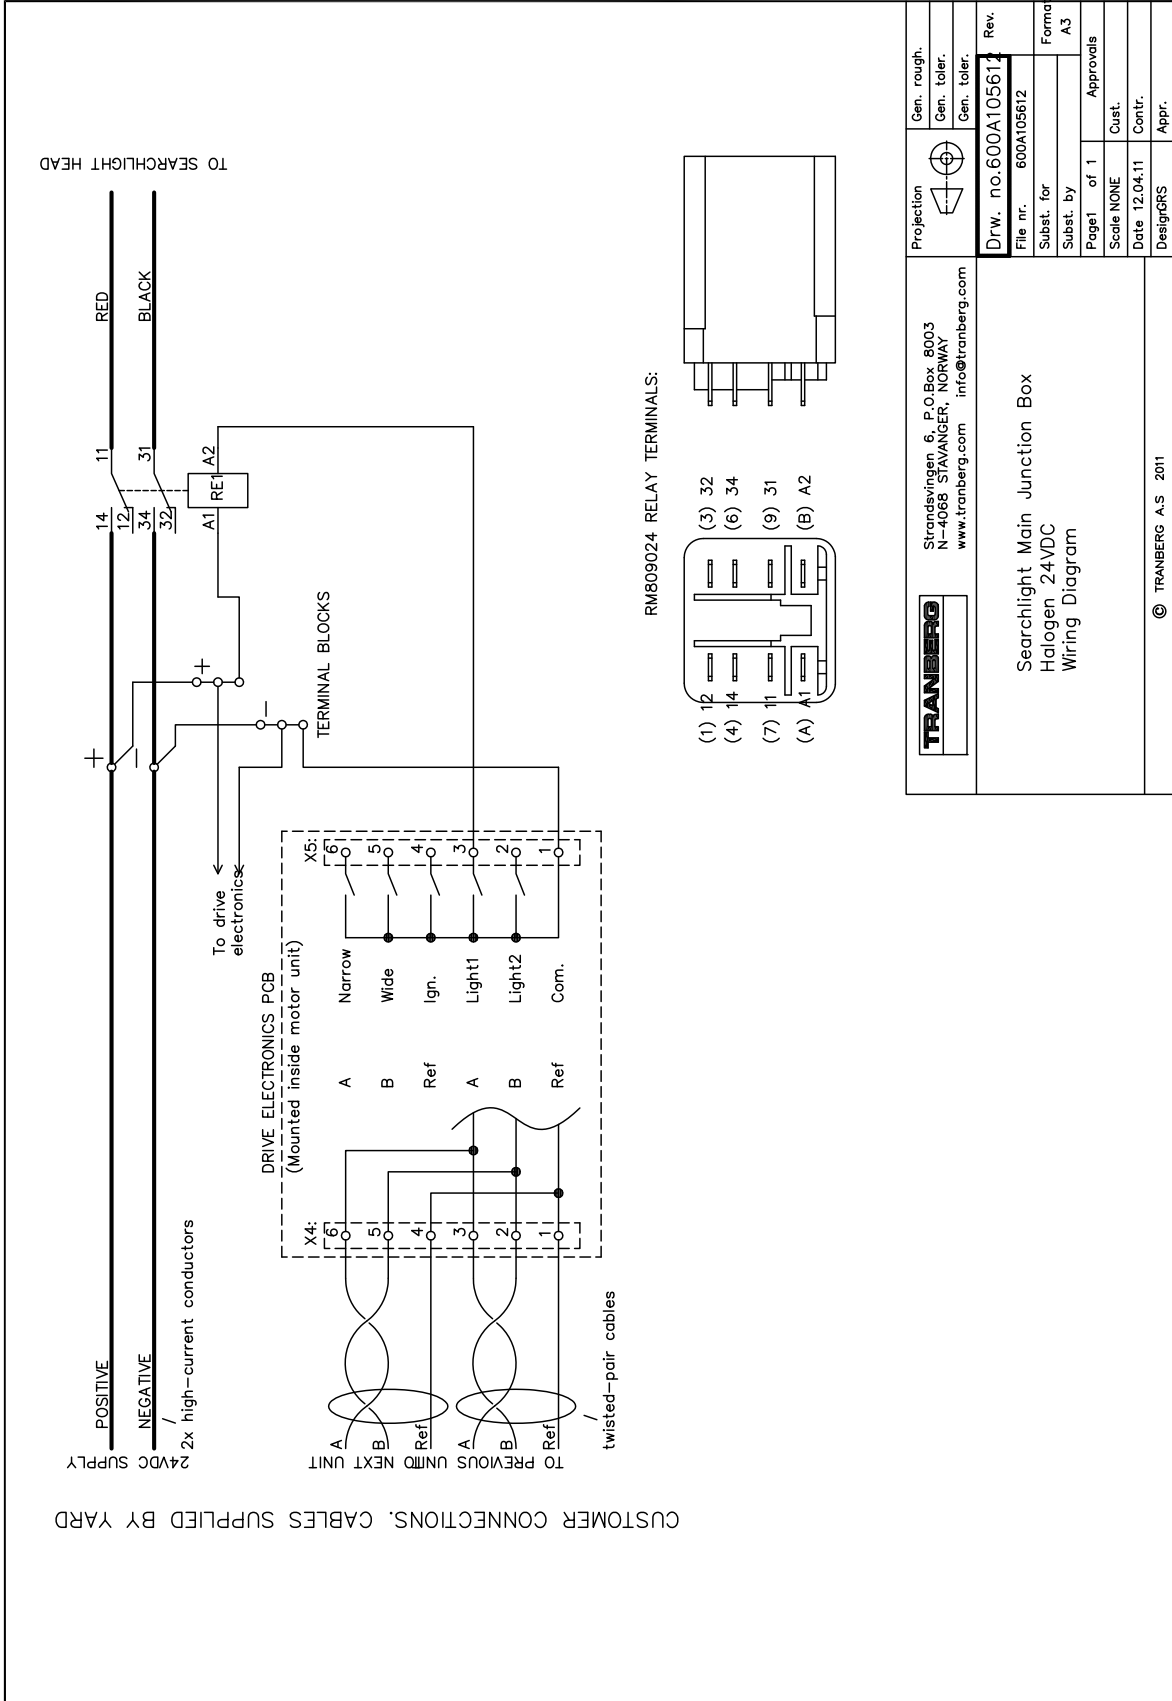 CUSTOMER CONNECTIONS. CABLES SUPPLIED BY YARD
24VDC SUPPLY
POSITIVE
NEGATIVE
2x high-current conductors
TO NEXT UNIT
TO PREVIOUS UNIT
A
B
Ref
A
B
Ref
twisted-pair cables
DRIVE ELECTRONICS PCB
(Mounted inside motor unit)
X4:
6
5
4
3
2
1
A
B
Ref
A
B
Ref
Narrow
Wide
Ign.
Light1
Light2
Com.
X5:
6
5
4
3
2
1
To drive
electronics
+
-
+
-
TERMINAL BLOCKS
14
12
34
32
11
31
A1
RE1
A2
RED
BLACK
TO SEARCHLIGHT HEAD
RM809024 RELAY TERMINALS:
(1) 12
(4) 14
(7) 11
(A) A1
(3) 32
(6) 34
(9) 31
(B) A2
TRANBERG
Strandsvingen 6, P.O.Box 8003
N-4068 STAVANGER, NORWAY
www.tranberg.com info@tranberg.com
Searchlight Main Junction Box
Halogen 24VDC
Wiring Diagram
© TRANBERG A.S 2011
Projection
Gen. rough.
Gen. toler.
Gen. toler.
Drw. no.600A105612
Rev.
File nr. 600A105612
Subst. for
Format
A3
Subst. by
Page1 of 1
Approvals
Scale NONE
Cust.
Date 12.04.11
Contr.
DesignGRS
Appr.